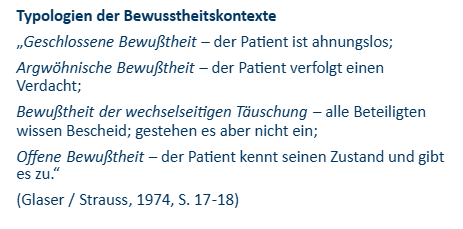 Typologien der Bewusstheitskontexte
„Geschlossene Bewußtheit – der Patient ist ahnungslos;
Argwöhnische Bewußtheit – der Patient verfolgt einen
Verdacht;
Bewußtheit der wechselseitigen Täuschung – alle Beteiligten
wissen Bescheid; gestehen es aber nicht ein;
Offene Bewußtheit – der Patient kennt seinen Zustand und gibt
es zu.“
(Glaser / Strauss, 1974, S. 17-18)